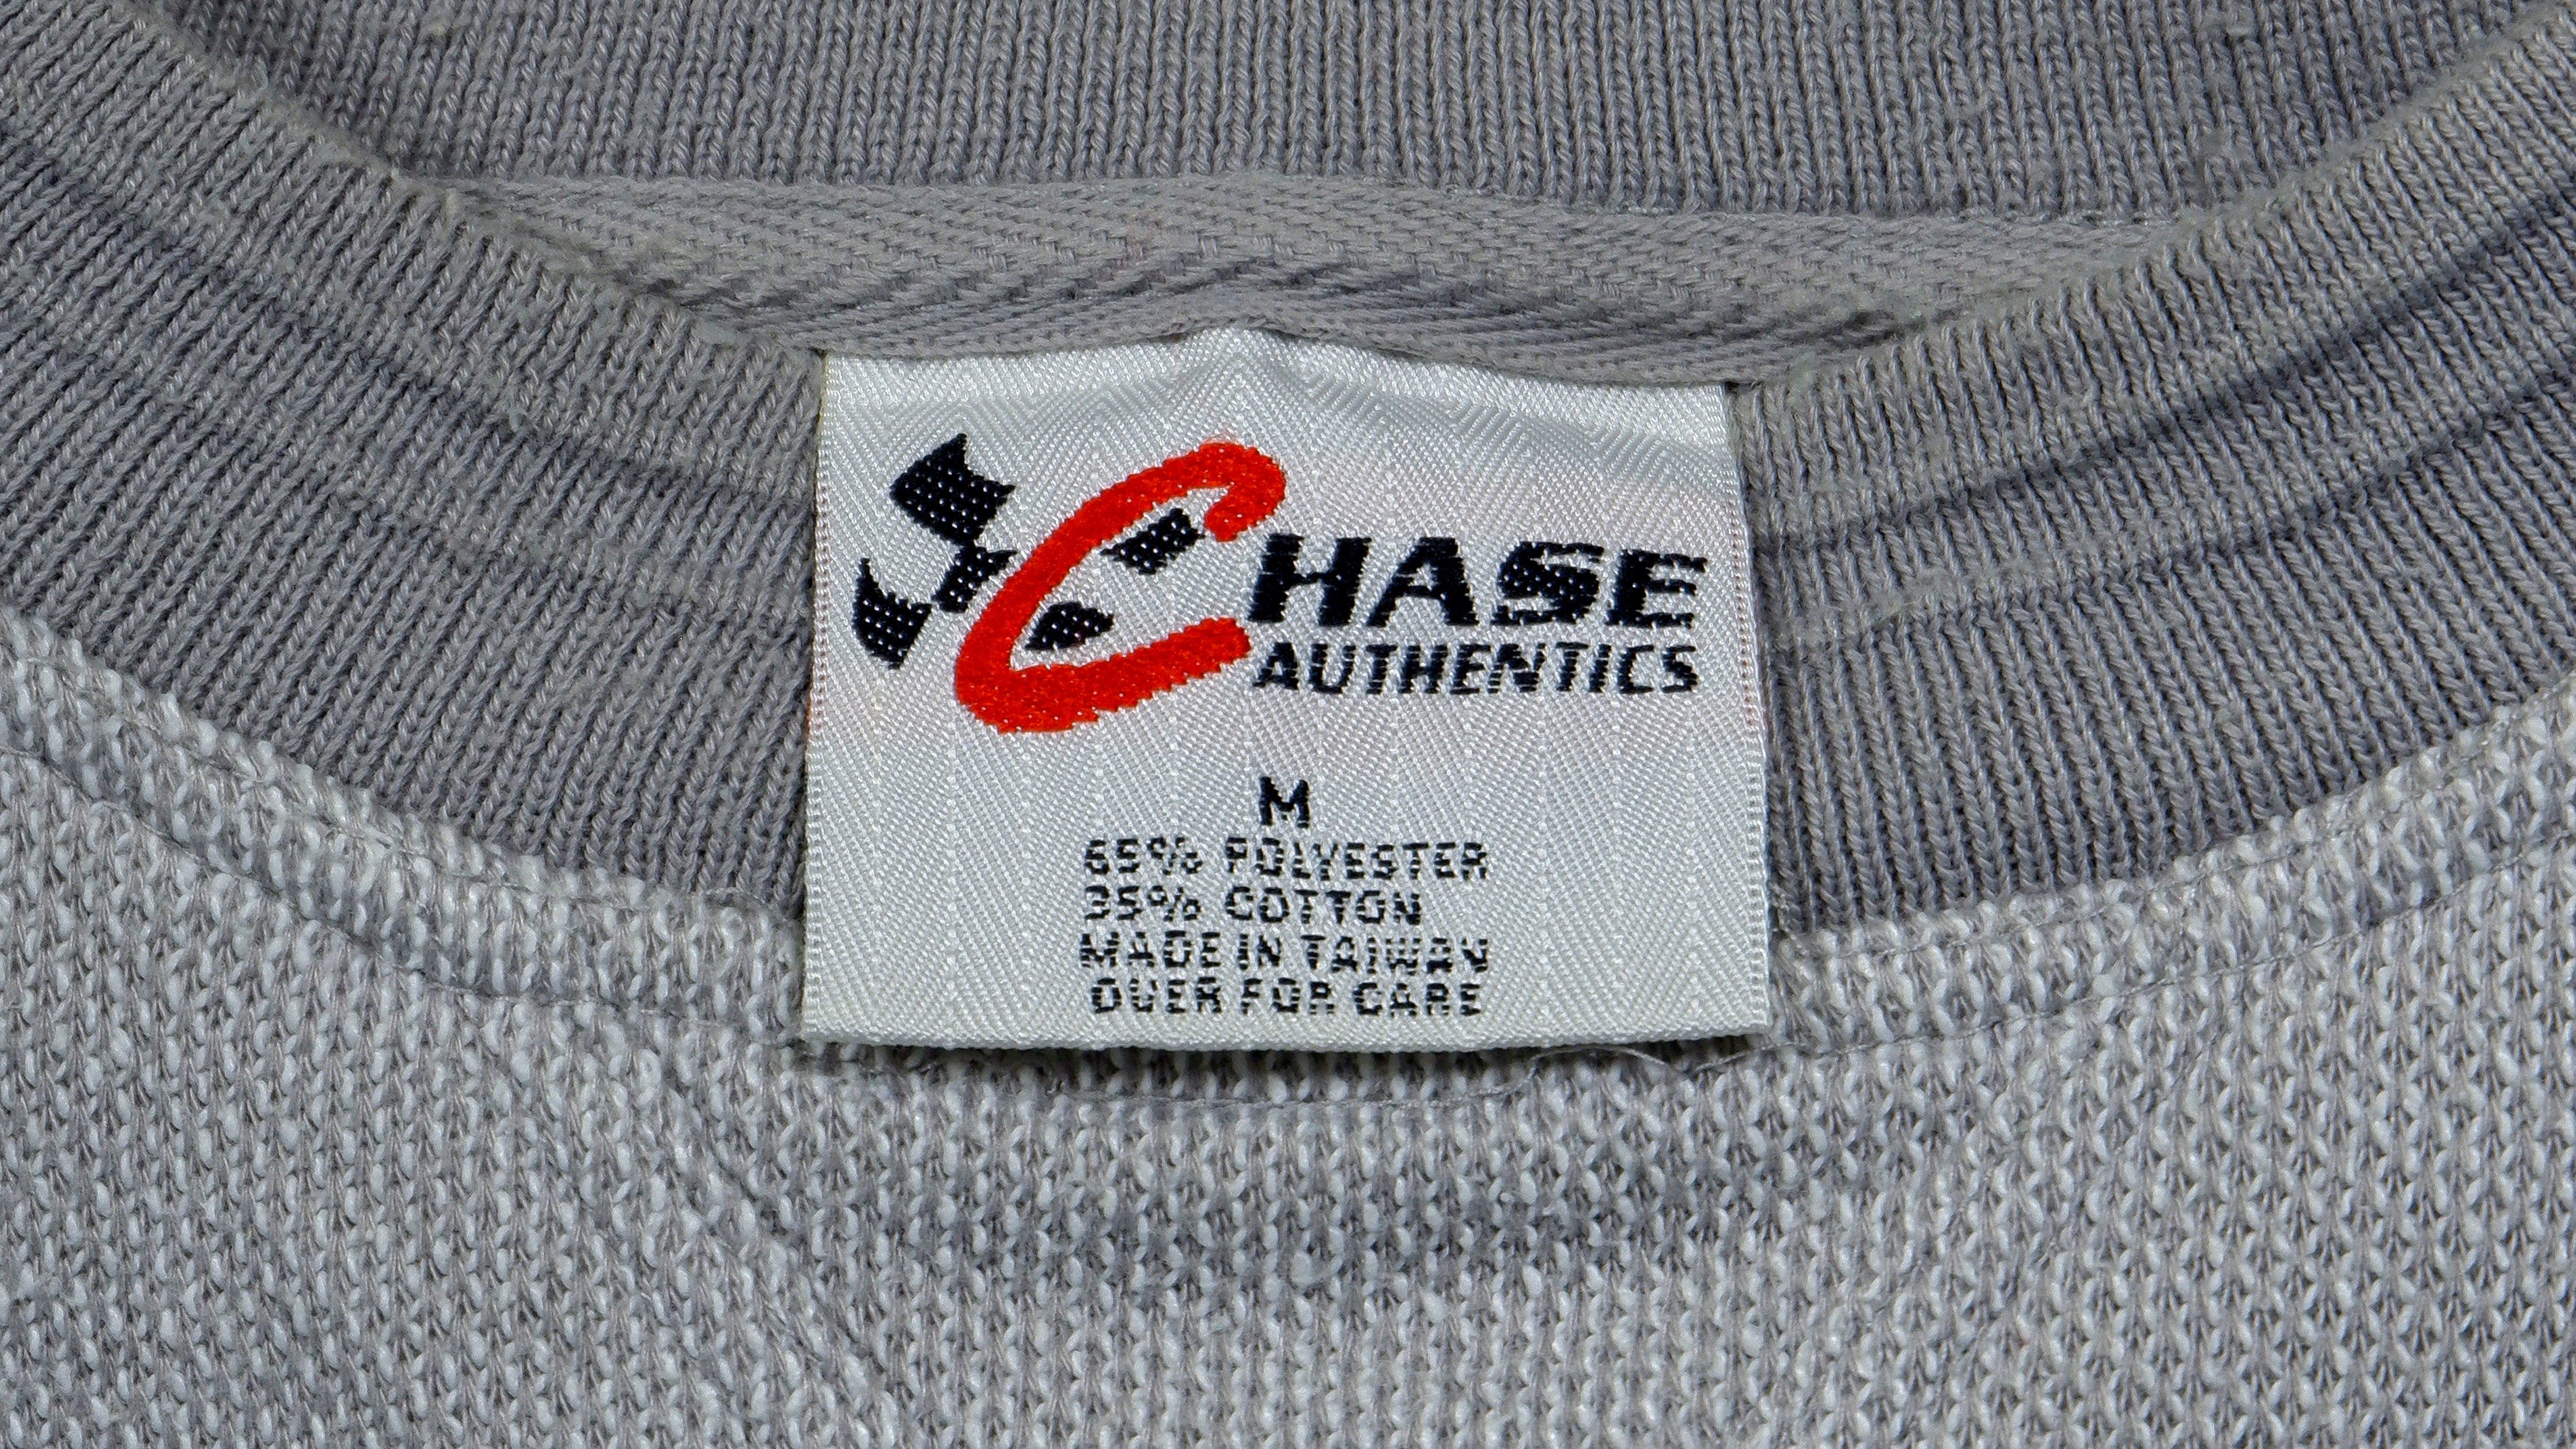 CHASE
AUTHENTICS
M
65% POLYESTER
35% COTTON
MADE IN TAIWAN
OVER FOR CARE